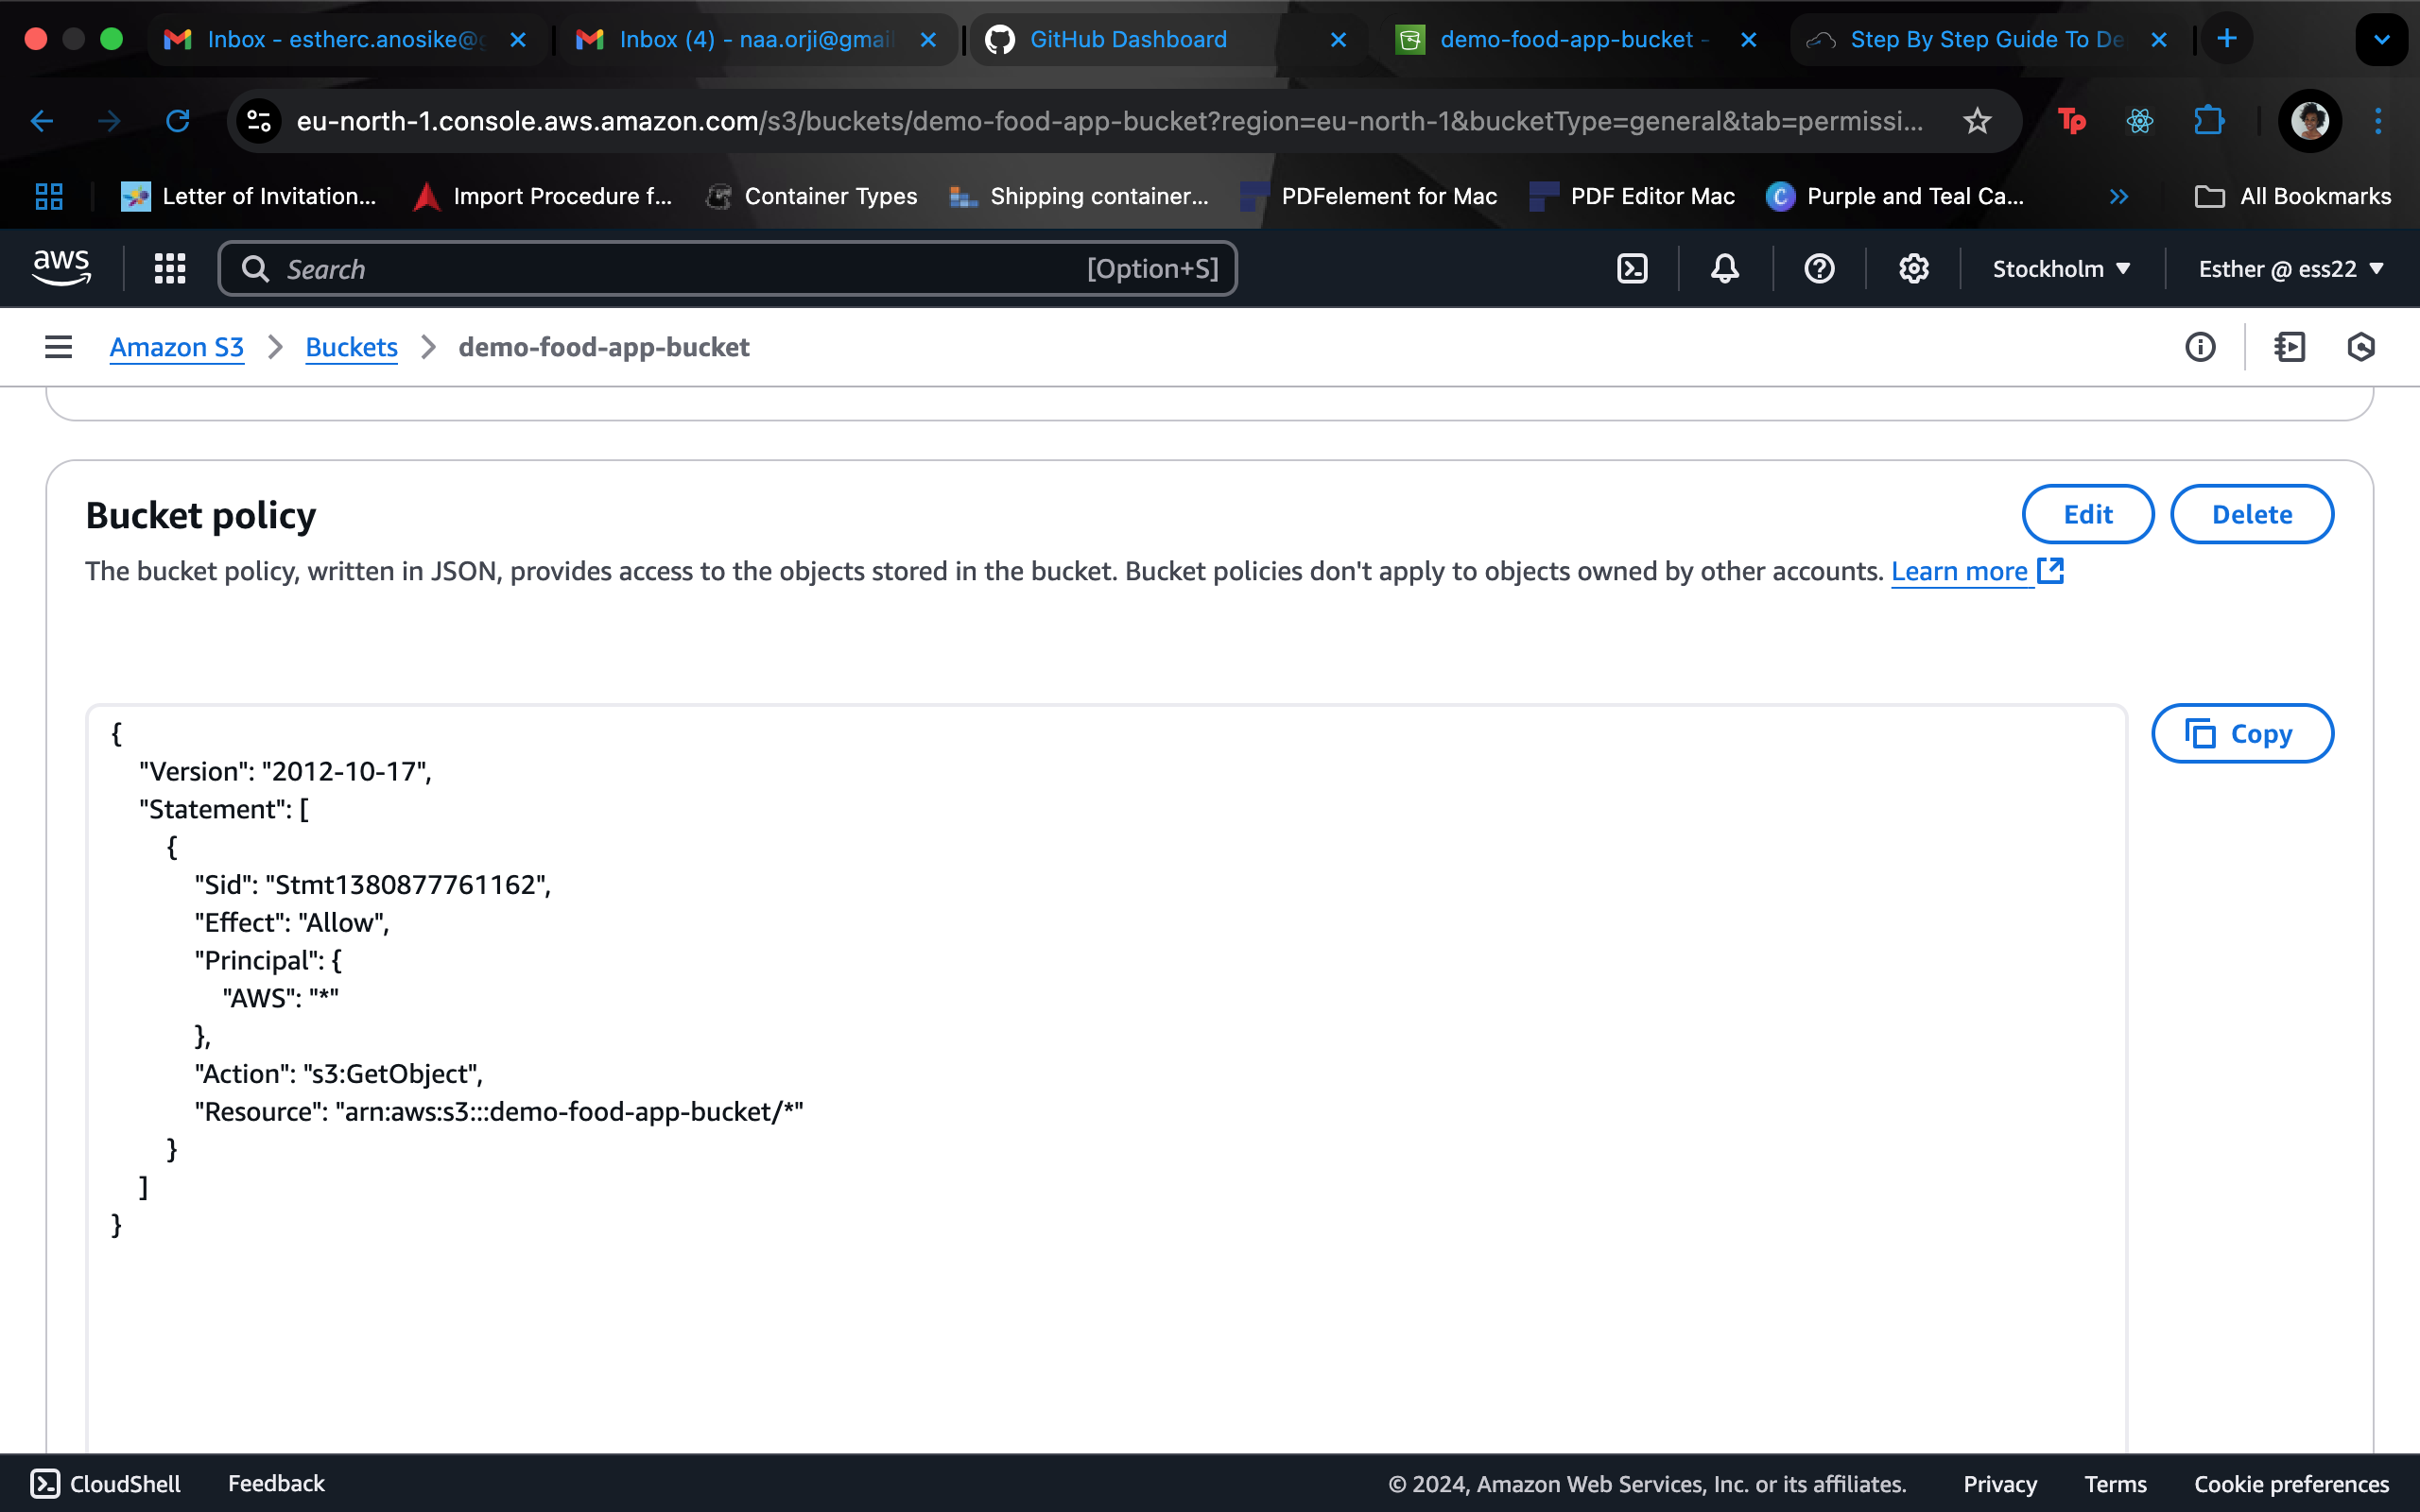 Inbox - estherc.anosike@g
Inbox (4) - naa.orji@gmail
GitHub Dashboard
demo-food-app-bucket -
Step By Step Guide To De
eu-north-1.console.aws.amazon.com/s3/buckets/demo-food-app-bucket?region=eu-north-1&bucketType=general&tab=permissi...
Tp
Letter of Invitation...
Import Procedure f...
Container Types
Shipping container...
PDFelement for Mac
PDF Editor Mac
Purple and Teal Ca...
All Bookmarks
aws
Search
[Option+S]
Stockholm
Esther @ ess22
Amazon S3
Buckets
demo-food-app-bucket
Bucket policy
Edit
Delete
The bucket policy, written in JSON, provides access to the objects stored in the bucket. Bucket policies don't apply to objects owned by other accounts. Learn more
Copy
{
"Version": "2012-10-17",
"Statement": [
{
"Sid": "Stmt1380877761162",
"Effect": "Allow",
"Principal": {
"AWS": "*"
},
"Action": "s3:GetObject",
"Resource": "arn:aws:s3:::demo-food-app-bucket/*"
}
]
}
CloudShell
Feedback
© 2024, Amazon Web Services, Inc. or its affiliates.
Privacy
Terms
Cookie preferences